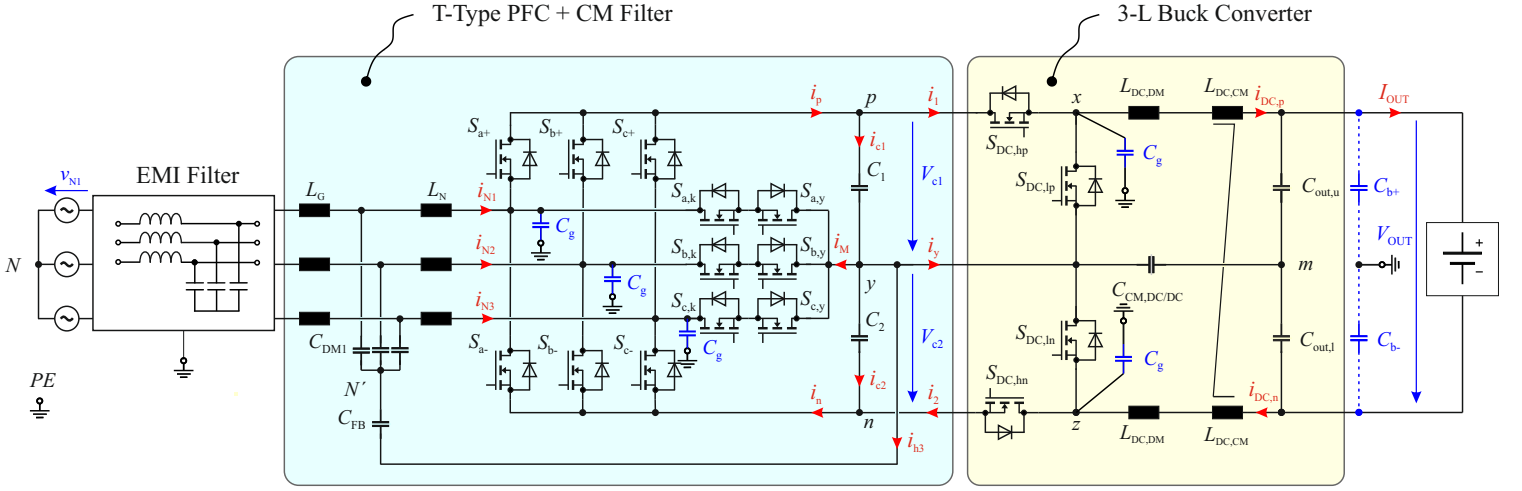 T-Type PFC + CM Filter
3-L Buck Converter
EMI Filter
v_N1
N
PE
L_G
L_N
i_N1
i_N2
i_N3
C_DM1
N´
C_FB
S_a+
S_b+
S_c+
S_a-
S_b-
S_c-
C_g
C_g
C_g
S_a,k
S_a,y
S_b,k
S_b,y
S_c,k
S_c,y
i_M
i_p
p
i_1
i_c1
C_1
V_c1
y
i_y
C_2
V_c2
i_c2
i_n
n
i_2
i_h3
S_DC,hp
x
L_DC,DM
L_DC,CM
i_DC,p
I_OUT
C_g
S_DC,lp
C_out,u
C_b+
V_OUT
m
C_CM,DC/DC
S_DC,ln
C_g
C_out,l
C_b-
S_DC,hn
z
L_DC,DM
L_DC,CM
i_DC,n
+
−